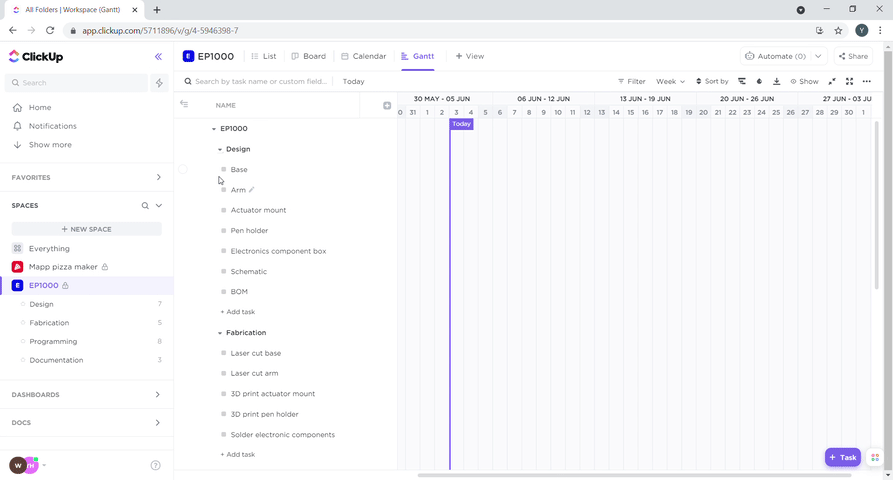 All Folders | Workspace (Gantt)
app.clickup.com/5711896/v/g/4-5946398-7
Y
ClickUp
EP1000
List
Board
Calendar
Gantt
+ View
Automate (0)
Share
Search
Search by task name or custom field...
Today
Filter
Week
Sort by
Show
Home
Notifications
Show more
FAVORITES
SPACES
+ NEW SPACE
Everything
Mapp pizza maker
E EP1000
Design 7
Fabrication 5
Programming 8
Documentation 3
DASHBOARDS
DOCS
W YH
NAME
EP1000
Design
Base
Arm
Actuator mount
Pen holder
Electronics component box
Schematic
BOM
+ Add task
Fabrication
Laser cut base
Laser cut arm
3D print actuator mount
3D print pen holder
Solder electronic components
+ Add task
30 MAY - 05 JUN 06 JUN - 12 JUN 13 JUN - 19 JUN 20 JUN - 26 JUN 27 JUN - 03 JU
0 31 1 2 3 4 5 6 7 8 9 10 11 12 13 14 15 16 17 18 19 20 21 22 23 24 25 26 27 28 29 30 1
Today
+ Task